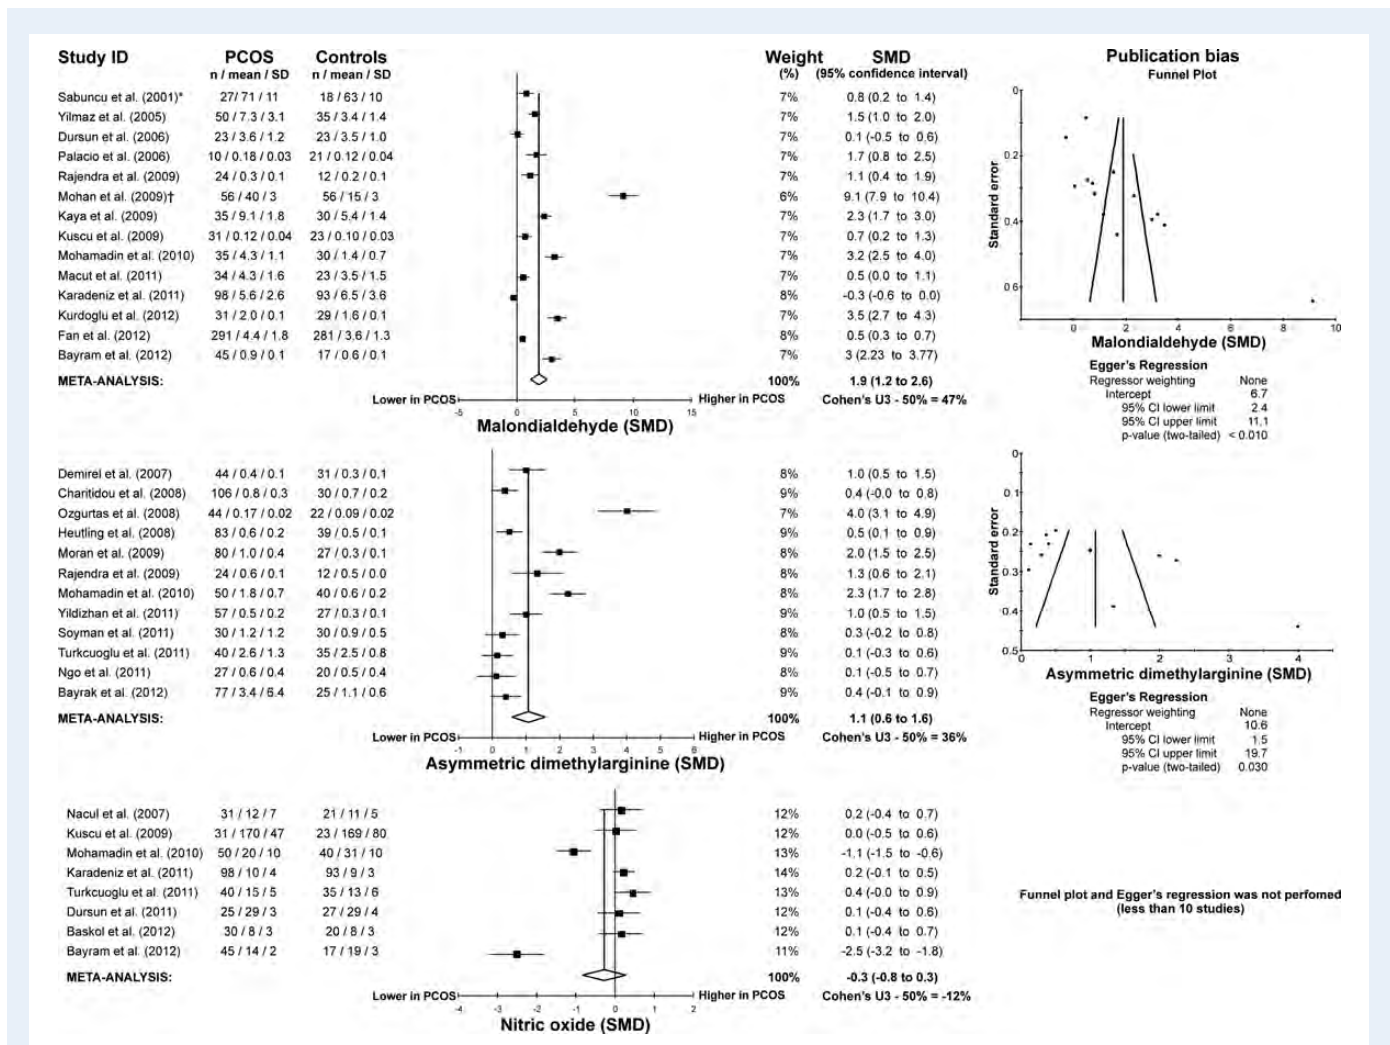 Study ID PCOS Controls Weight SMD Publication bias
n / mean / SD n / mean / SD (%) (95% confidence interval) Funnel Plot
Sabuncu et al. (2001)* 27/ 71 / 11 18 / 63 / 10 7% 0.8 (0.2 to 1.4)
Yilmaz et al. (2005) 50 / 7.3 / 3.1 35 / 3.4 / 1.4 7% 1.5 (1.0 to 2.0)
Dursun et al. (2006) 23 / 3.6 / 1.2 23 / 3.5 / 1.0 7% 0.1 (-0.5 to 0.6)
Palacio et al. (2006) 10 / 0.18 / 0.03 21 / 0.12 / 0.04 7% 1.7 (0.8 to 2.5)
Rajendra et al. (2009) 24 / 0.3 / 0.1 12 / 0.2 / 0.1 7% 1.1 (0.4 to 1.9)
Mohan et al. (2009)† 56 / 40 / 3 56 / 15 / 3 6% 9.1 (7.9 to 10.4)
Kaya et al. (2009) 35 / 9.1 / 1.8 30 / 5.4 / 1.4 7% 2.3 (1.7 to 3.0)
Kuscu et al. (2009) 31 / 0.12 / 0.04 23 / 0.10 / 0.03 7% 0.7 (0.2 to 1.3)
Mohamadin et al. (2010) 35 / 4.3 / 1.1 30 / 1.4 / 0.7 7% 3.2 (2.5 to 4.0)
Macut et al. (2011) 34 / 4.3 / 1.6 23 / 3.5 / 1.5 7% 0.5 (0.0 to 1.1)
Karadeniz et al. (2011) 98 / 5.6 / 2.6 93 / 6.5 / 3.6 8% -0.3 (-0.6 to 0.0)
Kurdoglu et al. (2012) 31 / 2.0 / 0.1 29 / 1.6 / 0.1 7% 3.5 (2.7 to 4.3)
Fan et al. (2012) 291 / 4.4 / 1.8 281 / 3.6 / 1.3 8% 0.5 (0.3 to 0.7)
Bayram et al. (2012) 45 / 0.9 / 0.1 17 / 0.6 / 0.1 7% 3 (2.23 to 3.77)
META-ANALYSIS: 100% 1.9 (1.2 to 2.6)
Lower in PCOS Higher in PCOS Cohen's U3 - 50% = 47%
-5 0 5 10 15
Malondialdehyde (SMD)
Standard error
0 0.2 0.4 0.6
0 2 4 6 8 10
Malondialdehyde (SMD)
Egger's Regression
Regressor weighting None
Intercept 6.7
95% CI lower limit 2.4
95% CI upper limit 11.1
p-value (two-tailed) < 0.010
Demirel et al. (2007) 44 / 0.4 / 0.1 31 / 0.3 / 0.1 8% 1.0 (0.5 to 1.5)
Charitidou et al. (2008) 106 / 0.8 / 0.3 30 / 0.7 / 0.2 9% 0.4 (-0.0 to 0.8)
Ozgurtas et al. (2008) 44 / 0.17 / 0.02 22 / 0.09 / 0.02 7% 4.0 (3.1 to 4.9)
Heutling et al. (2008) 83 / 0.6 / 0.2 39 / 0.5 / 0.1 9% 0.5 (0.1 to 0.9)
Moran et al. (2009) 80 / 1.0 / 0.4 27 / 0.3 / 0.1 8% 2.0 (1.5 to 2.5)
Rajendra et al. (2009) 24 / 0.6 / 0.1 12 / 0.5 / 0.0 8% 1.3 (0.6 to 2.1)
Mohamadin et al. (2010) 50 / 1.8 / 0.7 40 / 0.6 / 0.2 8% 2.3 (1.7 to 2.8)
Yildizhan et al. (2011) 57 / 0.5 / 0.2 27 / 0.3 / 0.1 9% 1.0 (0.5 to 1.5)
Soyman et al. (2011) 30 / 1.2 / 1.2 30 / 0.9 / 0.5 8% 0.3 (-0.2 to 0.8)
Turkcuoglu et al. (2011) 40 / 2.6 / 1.3 35 / 2.5 / 0.8 9% 0.1 (-0.3 to 0.6)
Ngo et al. (2011) 27 / 0.6 / 0.4 20 / 0.5 / 0.4 8% 0.1 (-0.5 to 0.7)
Bayrak et al. (2012) 77 / 3.4 / 6.4 25 / 1.1 / 0.6 9% 0.4 (-0.1 to 0.9)
META-ANALYSIS: 100% 1.1 (0.6 to 1.6)
Lower in PCOS Higher in PCOS Cohen's U3 - 50% = 36%
-1 0 1 2 3 4 5 6
Asymmetric dimethylarginine (SMD)
Standard error
0 0.1 0.2 0.3 0.4 0.5
0 1 2 3 4
Asymmetric dimethylarginine (SMD)
Egger's Regression
Regressor weighting None
Intercept 10.6
95% CI lower limit 1.5
95% CI upper limit 19.7
p-value (two-tailed) 0.030
Nacul et al. (2007) 31 / 12 / 7 21 / 11 / 5 12% 0.2 (-0.4 to 0.7)
Kuscu et al. (2009) 31 / 170 / 47 23 / 169 / 80 12% 0.0 (-0.5 to 0.6)
Mohamadin et al. (2010) 50 / 20 / 10 40 / 31 / 10 13% -1.1 (-1.5 to -0.6)
Karadeniz et al. (2011) 98 / 10 / 4 93 / 9 / 3 14% 0.2 (-0.1 to 0.5)
Turkcuoglu et al. (2011) 40 / 15 / 5 35 / 13 / 6 13% 0.4 (-0.0 to 0.9)
Dursun et al. (2011) 25 / 29 / 3 27 / 29 / 4 12% 0.1 (-0.4 to 0.6)
Baskol et al. (2012) 30 / 8 / 3 20 / 8 / 3 12% 0.1 (-0.4 to 0.7)
Bayram et al. (2012) 45 / 14 / 2 17 / 19 / 3 11% -2.5 (-3.2 to -1.8)
META-ANALYSIS: 100% -0.3 (-0.8 to 0.3)
Lower in PCOS Higher in PCOS Cohen's U3 - 50% = -12%
-4 -3 -2 -1 0 1 2
Nitric oxide (SMD)
Funnel plot and Egger's regression was not perfomed
(less than 10 studies)